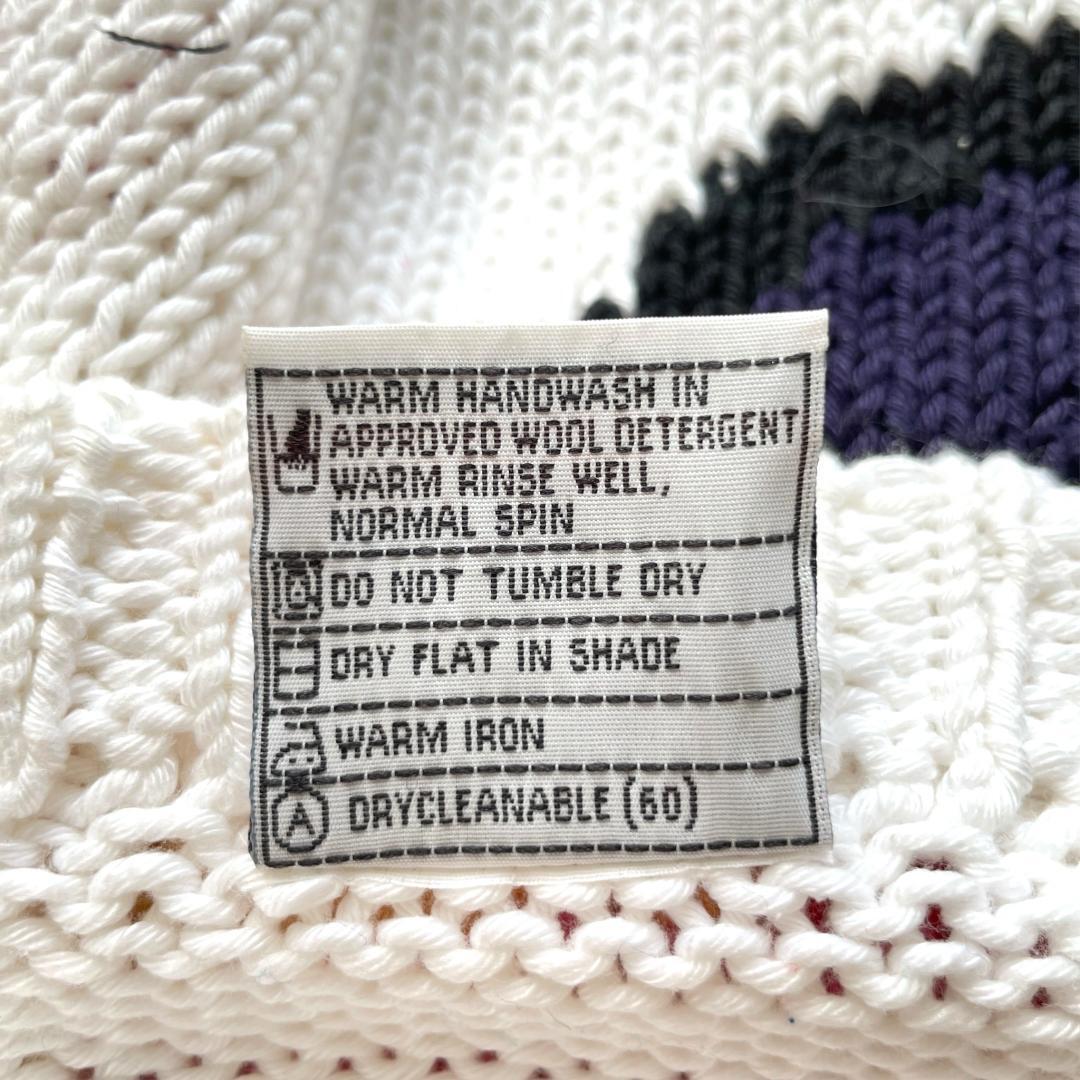 WARM HANDWASH IN
APPROVED WOOL DETERGENT
WARM RINSE WELL,
NORMAL SPIN
DO NOT TUMBLE DRY
DRY FLAT IN SHADE
WARM IRON
A DRYCLEANABLE (60)